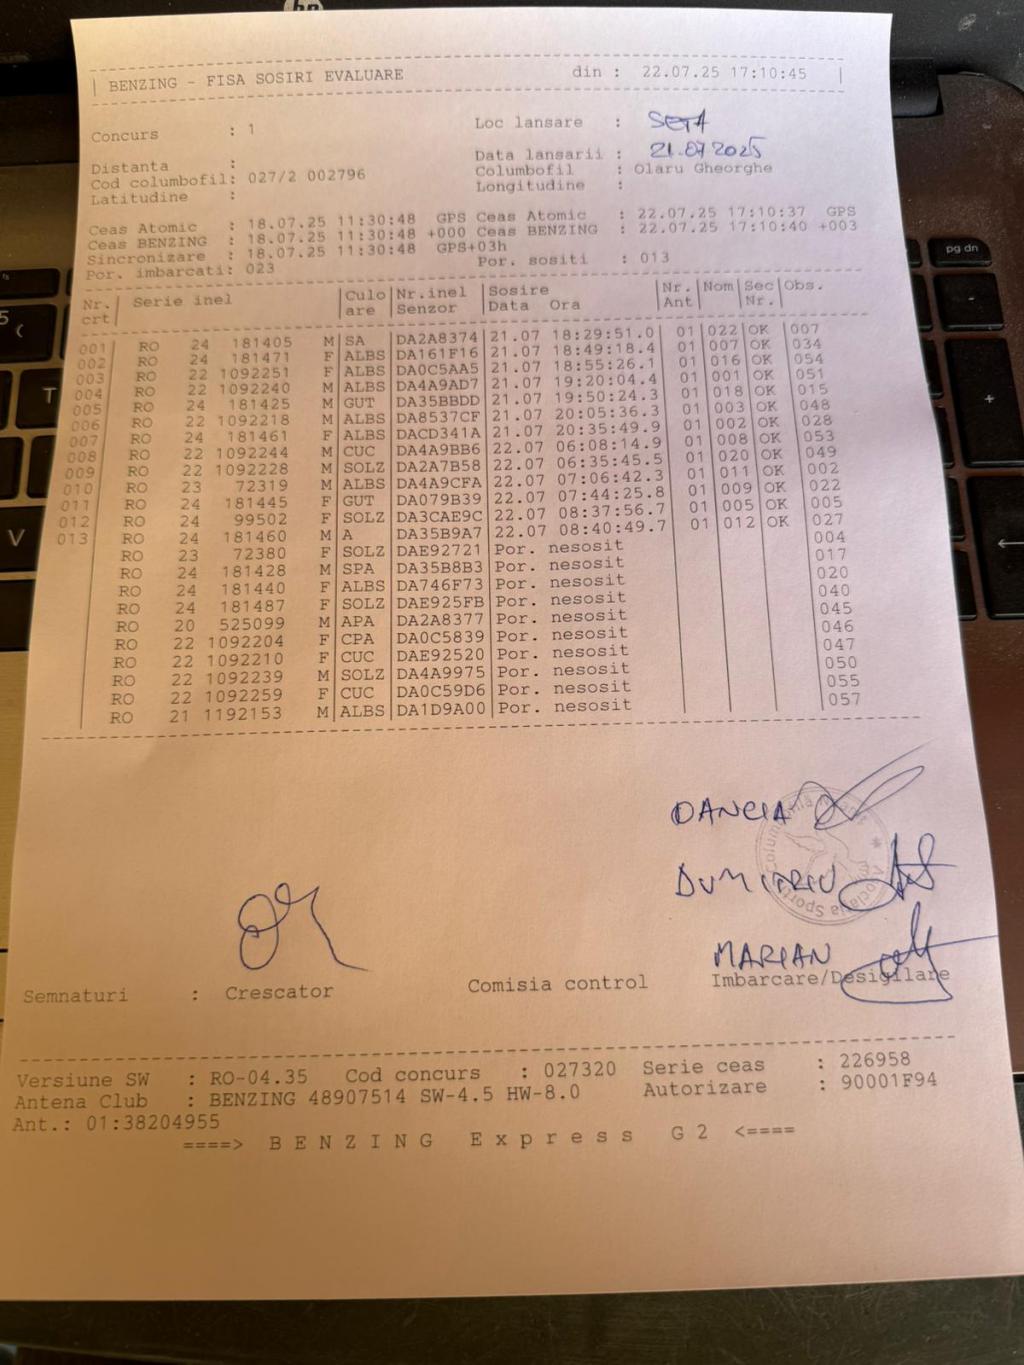 BENZING - FISA SOSIRI EVALUARE din : 22.07.25 17:10:45
Concurs : 1 Loc lansare : SETA
Distanta : Data lansarii : 21.07 2025
Cod columbofil: 027/2 002796 Columbofil : Olaru Gheorghe
Latitudine : Longitudine :
Ceas Atomic : 18.07.25 11:30:48 GPS Ceas Atomic : 22.07.25 17:10:37 GPS
Ceas BENZING : 18.07.25 11:30:48 +000 Ceas BENZING : 22.07.25 17:10:40 +003
Sincronizare : 18.07.25 11:30:48 GPS+03h
Por. imbarcati: 023 Por. sositi : 013
Nr. crt Serie inel Culo are Nr.inel Senzor Sosire Data Ora Nr. Ant Nom Sec Nr. Obs.
001 RO 24 181405 M SA DA2A8374 21.07 18:29:51.0 01 022 OK 007
002 RO 24 181471 F ALBS DA161F16 21.07 18:49:18.4 01 007 OK 034
003 RO 22 1092251 F ALBS DA0C5AA5 21.07 18:55:26.1 01 016 OK 054
004 RO 22 1092240 M ALBS DA4A9AD7 21.07 19:20:04.4 01 001 OK 051
005 RO 24 181425 M GUT DA35BBDD 21.07 19:50:24.3 01 018 OK 015
006 RO 22 1092218 M ALBS DA8537CF 21.07 20:05:36.3 01 003 OK 048
007 RO 24 181461 F ALBS DACD341A 21.07 20:35:49.9 01 002 OK 028
008 RO 22 1092244 M CUC DA4A9BB6 22.07 06:08:14.9 01 008 OK 053
009 RO 22 1092228 M SOLZ DA2A7B58 22.07 06:35:45.5 01 020 OK 049
010 RO 23 72319 M ALBS DA4A9CFA 22.07 07:06:42.3 01 011 OK 002
011 RO 24 181445 F GUT DA079B39 22.07 07:44:25.8 01 009 OK 022
012 RO 24 99502 F SOLZ DA3CAE9C 22.07 08:37:56.7 01 005 OK 005
013 RO 24 181460 M A DA35B9A7 22.07 08:40:49.7 01 012 OK 027
RO 23 72380 F SOLZ DAE92721 Por. nesosit 004
RO 24 181428 M SPA DA35B8B3 Por. nesosit 017
RO 24 181440 F ALBS DA746F73 Por. nesosit 020
RO 24 181487 F SOLZ DAE925FB Por. nesosit 040
RO 20 525099 M APA DA2A8377 Por. nesosit 045
RO 22 1092204 F CPA DA0C5839 Por. nesosit 046
RO 22 1092210 F CUC DAE92520 Por. nesosit 047
RO 22 1092239 M SOLZ DA4A9975 Por. nesosit 050
RO 22 1092259 F CUC DA0C59D6 Por. nesosit 055
RO 21 1192153 M ALBS DA1D9A00 Por. nesosit 057
DANCIA
DUMITRIU
MARIAN
Semnaturi : Crescator Comisia control Imbarcare/Desigilare
Versiune SW : RO-04.35 Cod concurs : 027320 Serie ceas : 226958
Antena Club : BENZING 48907514 SW-4.5 HW-8.0 Autorizare : 90001F94
Ant.: 01:38204955
====> B E N Z I N G E x p r e s s G 2 <====
pg dn